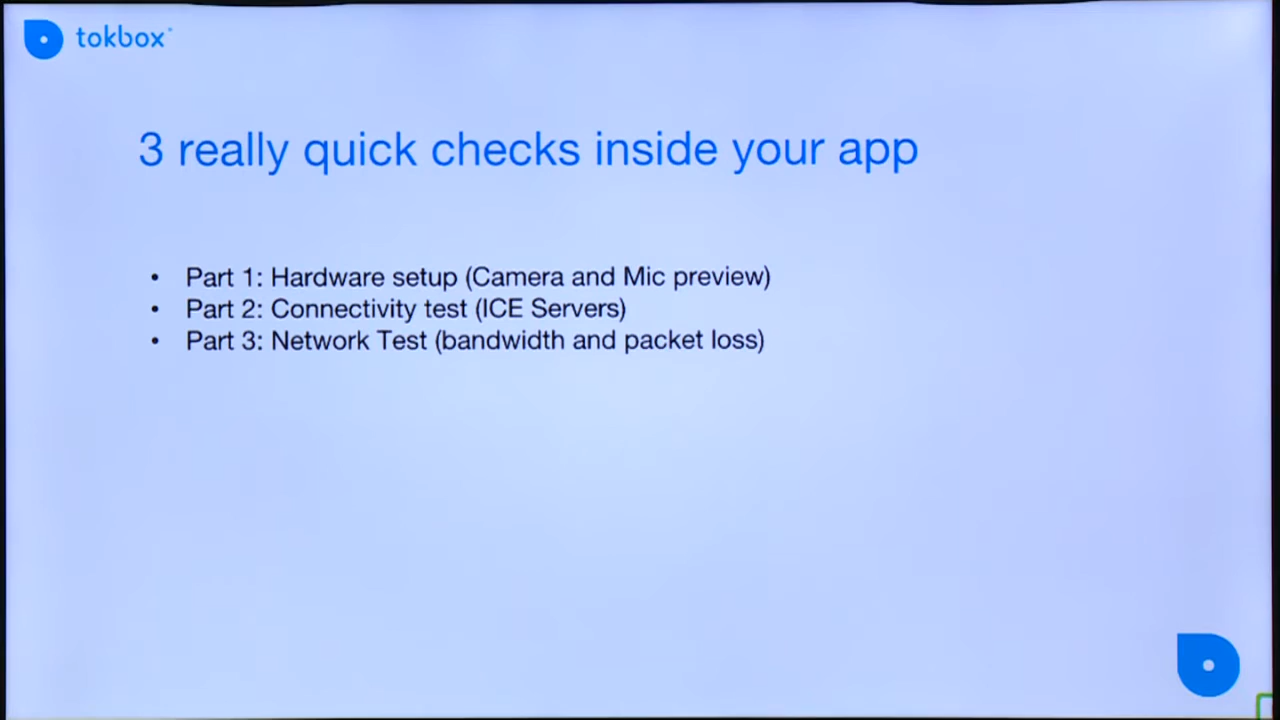 tokbox
3 really quick checks inside your app
• Part 1: Hardware setup (Camera and Mic preview)
• Part 2: Connectivity test (ICE Servers)
• Part 3: Network Test (bandwidth and packet loss)